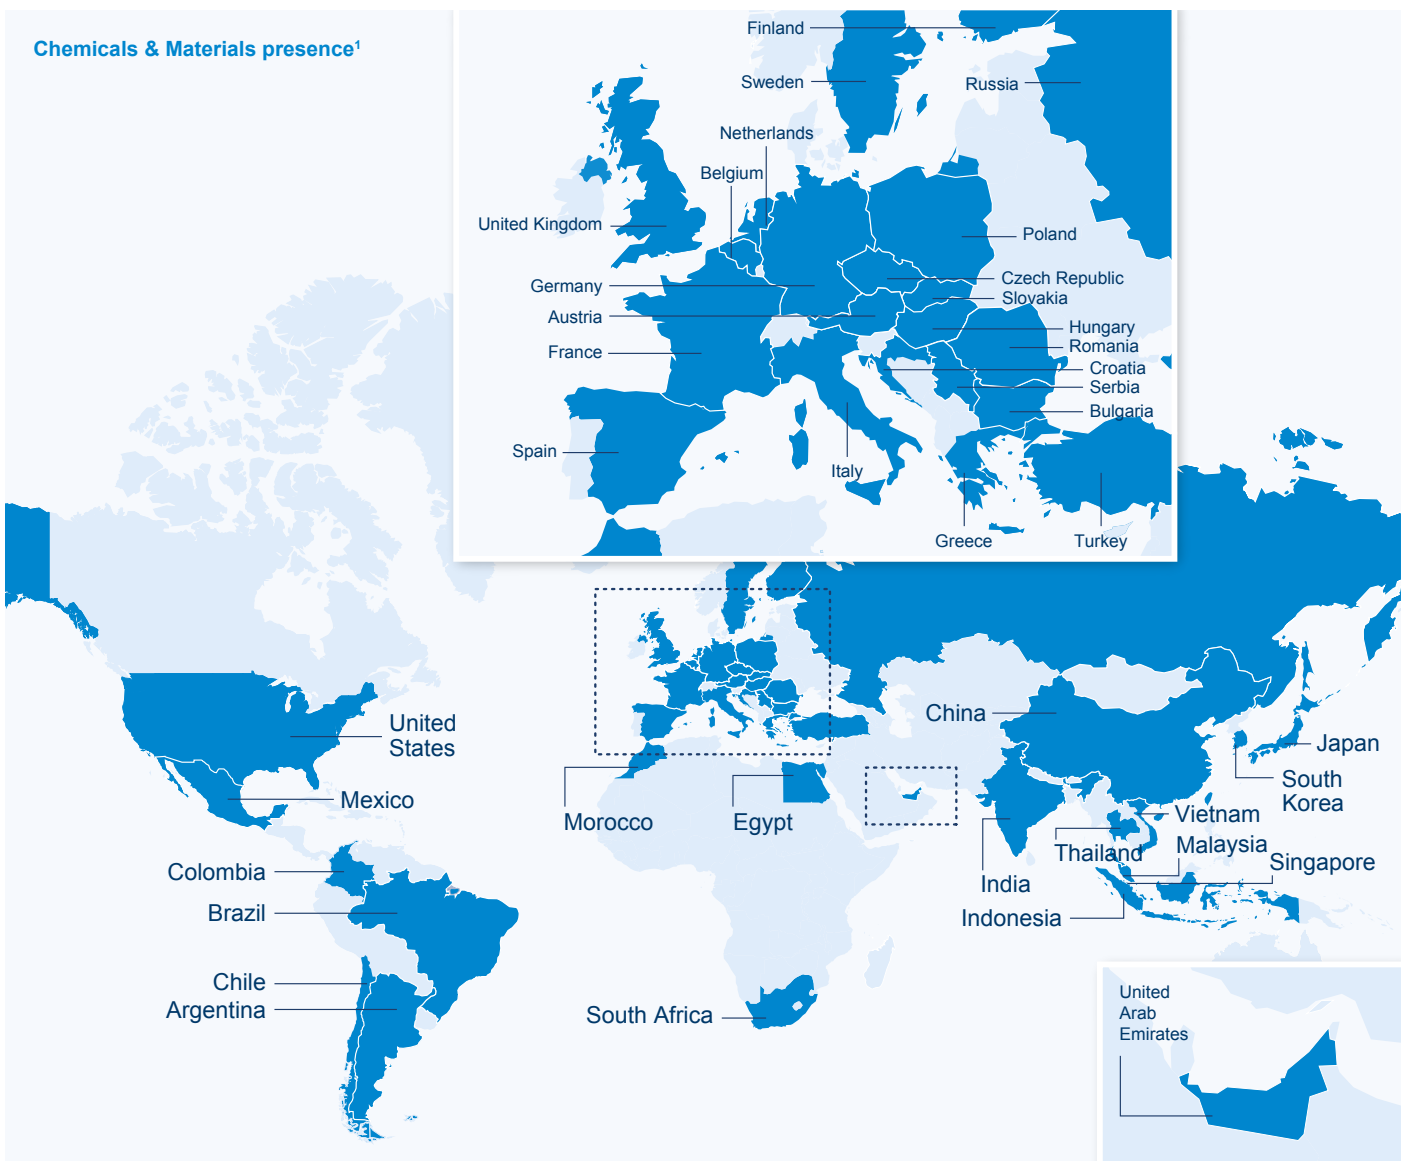 Chemicals & Materials presence¹
Finland
Sweden
Russia
Netherlands
Belgium
United Kingdom
Poland
Germany
Czech Republic
Slovakia
Austria
Hungary
Romania
France
Croatia
Serbia
Bulgaria
Spain
Italy
Greece
Turkey
United
States
Mexico
China
Japan
South
Korea
Morocco
Egypt
Vietnam
Thailand
Malaysia
Singapore
India
Indonesia
Colombia
Brazil
Chile
Argentina
South Africa
United
Arab
Emirates